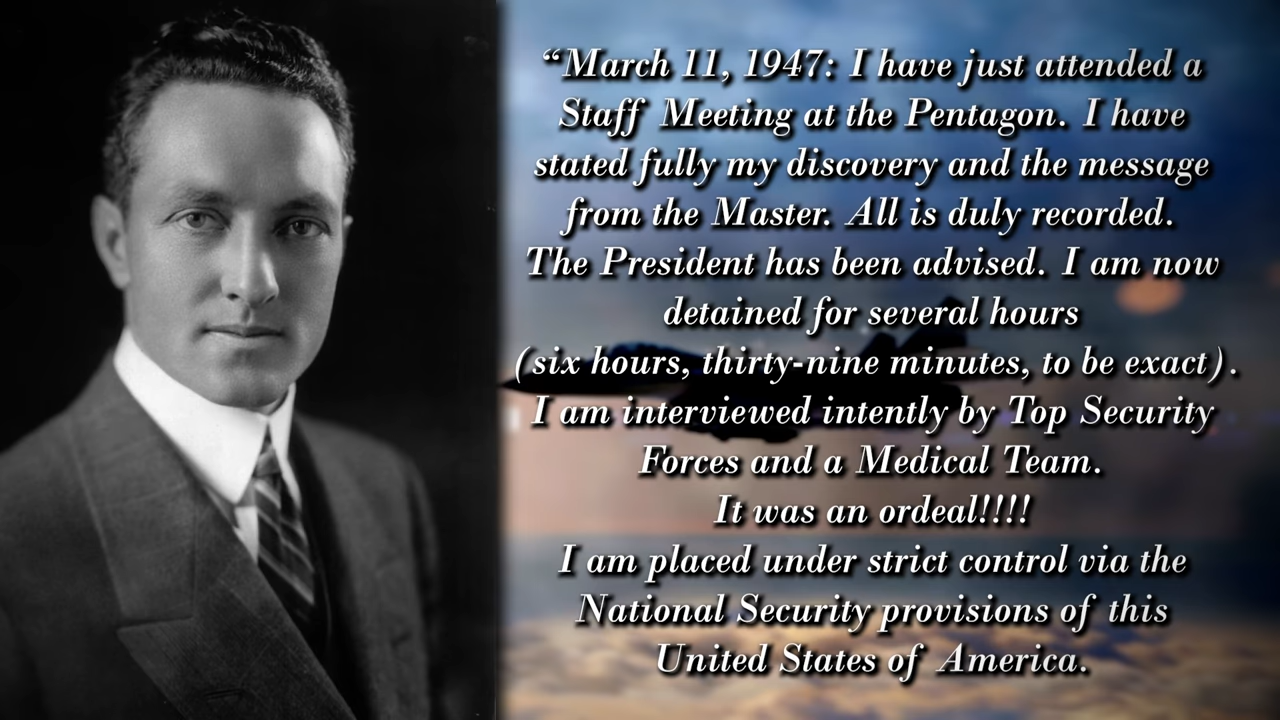 “March 11, 1947: I have just attended a
Staff Meeting at the Pentagon. I have
stated fully my discovery and the message
from the Master. All is duly recorded.
The President has been advised. I am now
detained for several hours
(six hours, thirty-nine minutes, to be exact).
I am interviewed intently by Top Security
Forces and a Medical Team.
It was an ordeal!!!!
I am placed under strict control via the
National Security provisions of this
United States of America.